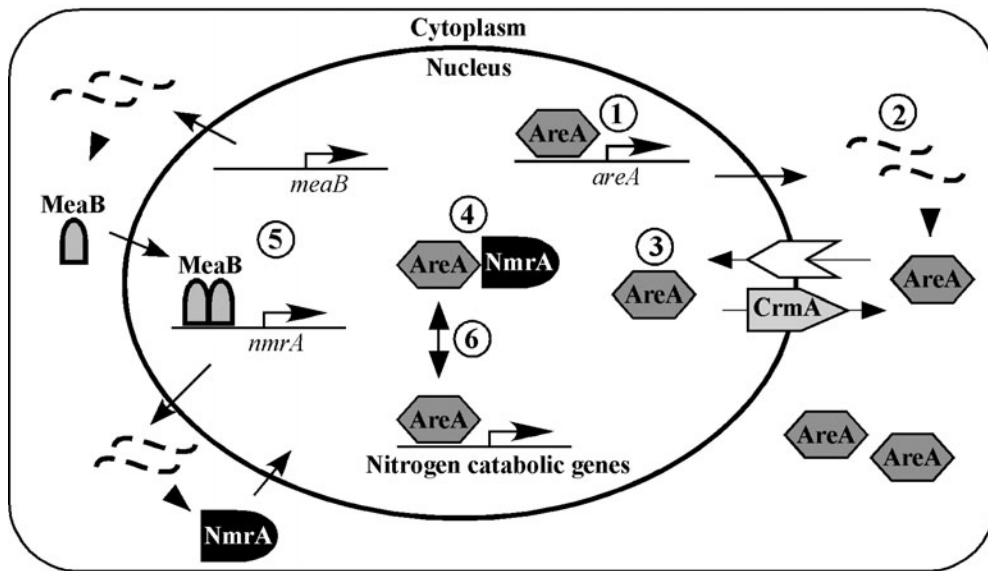 Cytoplasm
Nucleus
1
AreA
areA
2
meaB
MeaB
5
MeaB
nmrA
4
AreA NmrA
3
AreA
AreA
CrmA
6
AreA
Nitrogen catabolic genes
AreA
AreA
NmrA